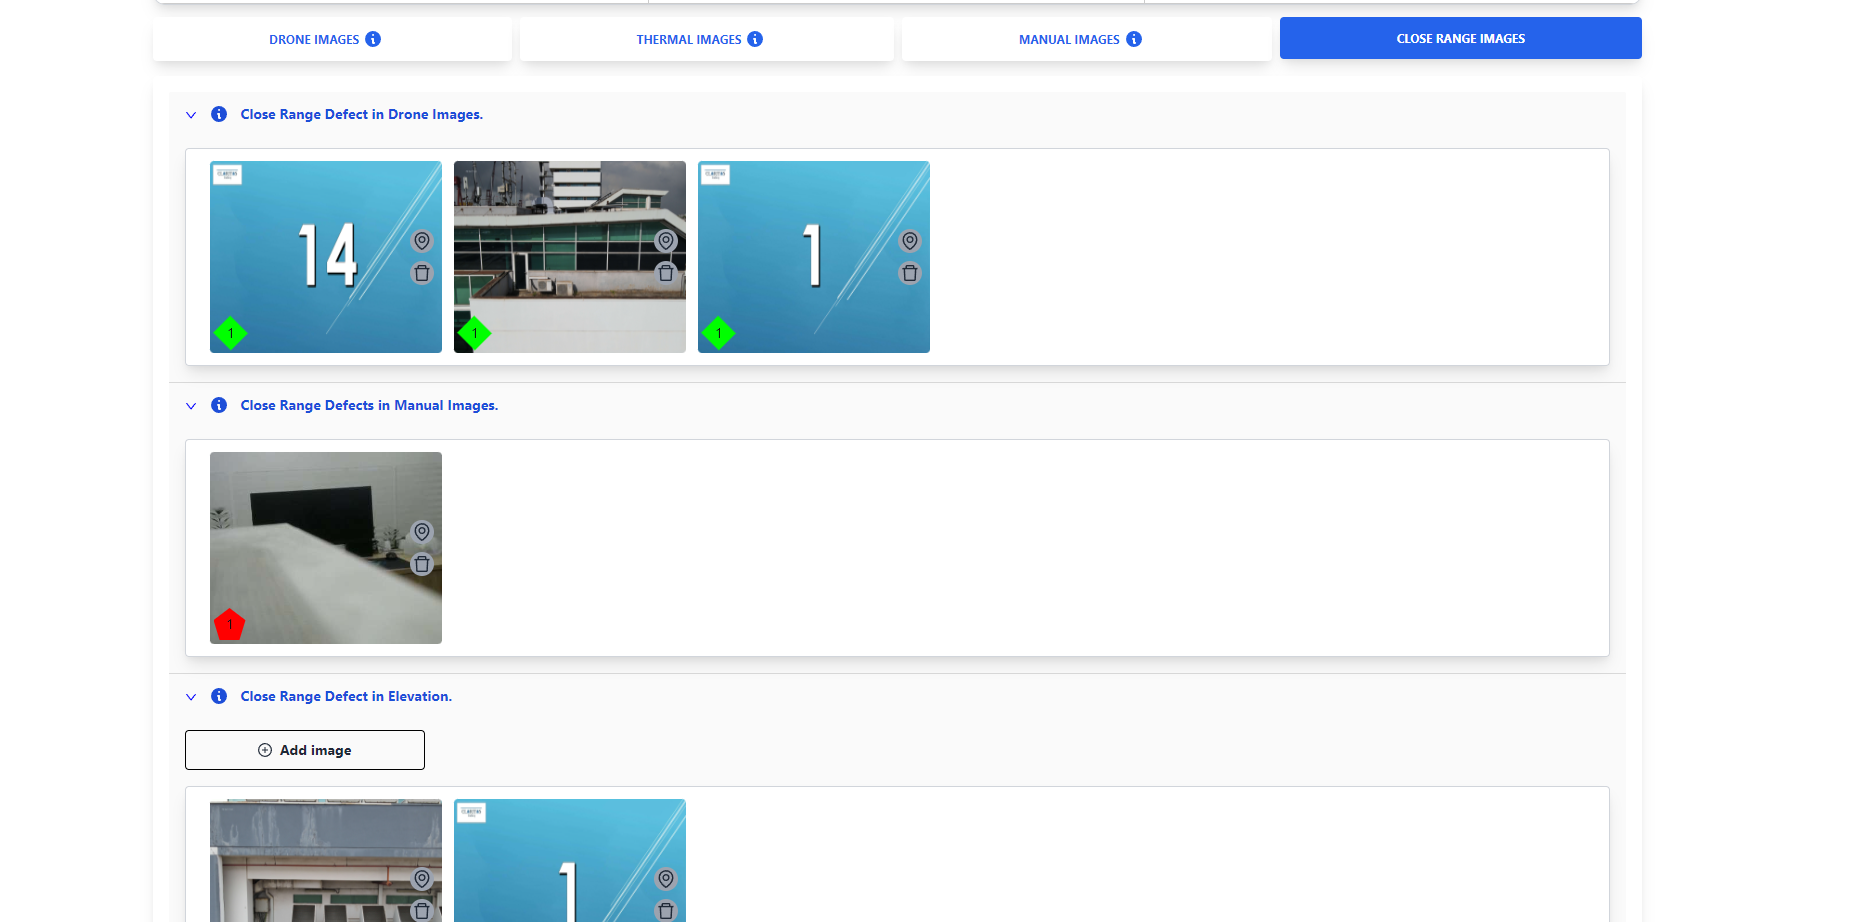 DRONE IMAGES
THERMAL IMAGES
MANUAL IMAGES
CLOSE RANGE IMAGES
Close Range Defect in Drone Images.
14
1
1
1
1
Close Range Defects in Manual Images.
1
Close Range Defect in Elevation.
Add image
1